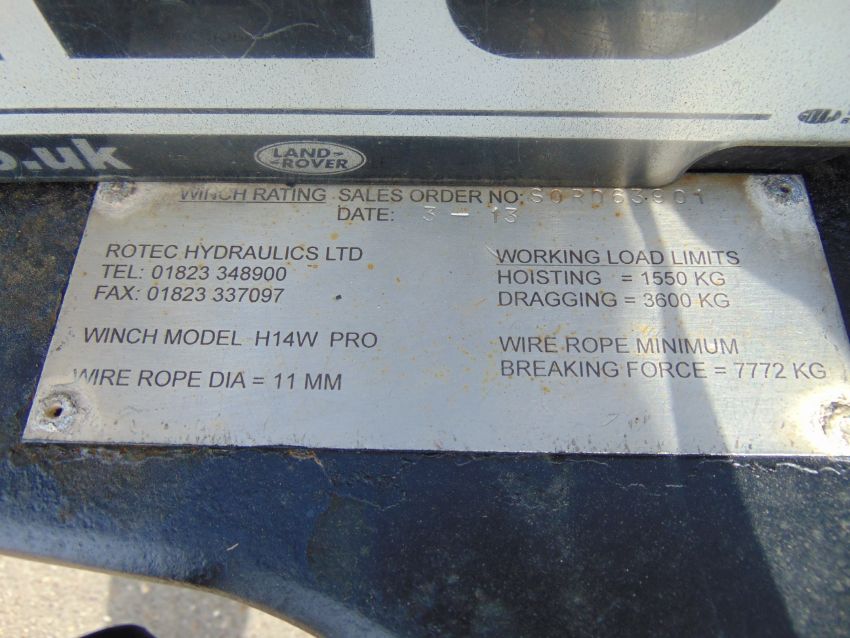 .uk
LAND-
ROVER
WINCH RATING SALES ORDER NO: SORD63901
DATE: 3 - 13
ROTEC HYDRAULICS LTD
TEL: 01823 348900
FAX: 01823 337097
WINCH MODEL H14W PRO
WIRE ROPE DIA = 11 MM
WORKING LOAD LIMITS
HOISTING = 1550 KG
DRAGGING = 3600 KG
WIRE ROPE MINIMUM
BREAKING FORCE = 7772 KG